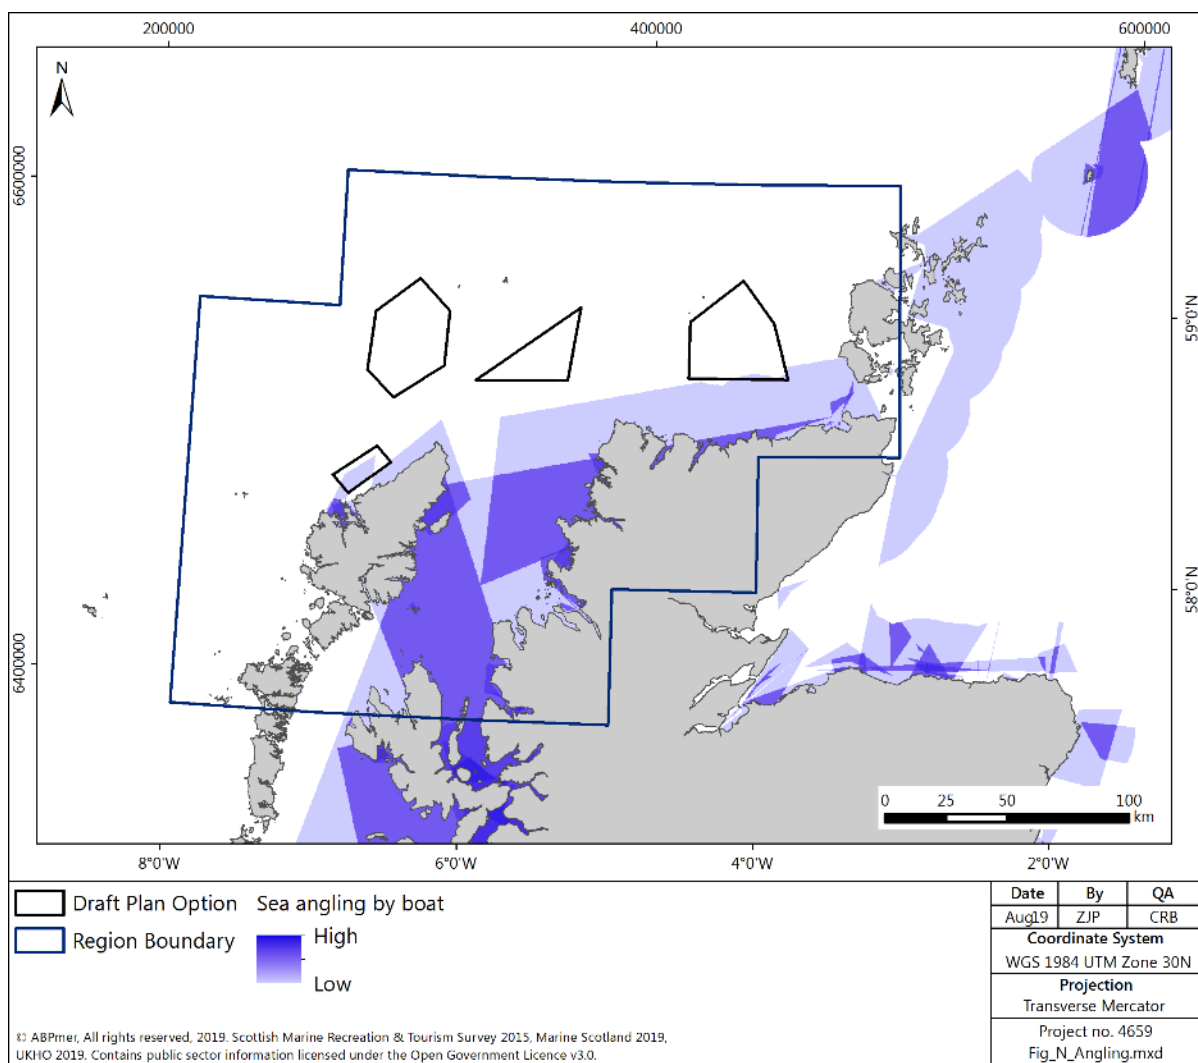 200000
400000
600000
N
6600000
59°0'N
58°0'N
6400000
0
25
50
100
km
8°0'W
6°0'W
4°0'W
2°0'W
Draft Plan Option
Region Boundary
Sea angling by boat
High
Low
Date By QA
Aug19 ZJP CRB
Coordinate System
WGS 1984 UTM Zone 30N
Projection
Transverse Mercator
Project no. 4659
Fig_N_Angling.mxd
© ABPmer, All rights reserved, 2019. Scottish Marine Recreation & Tourism Survey 2015, Marine Scotland 2019,
UKHO 2019. Contains public sector information licensed under the Open Government Licence v3.0.